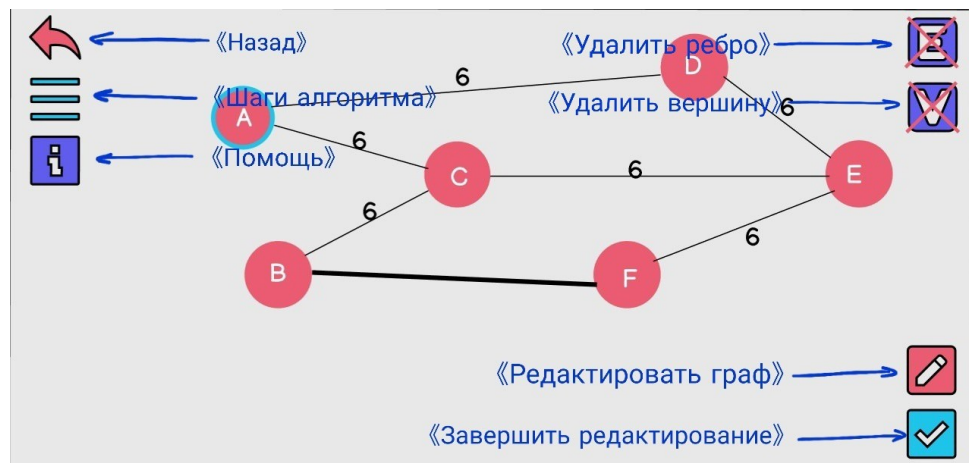 《Назад》
《Удалить ребро》
E
D
6
《Шаги алгоритма》
《Удалить вершину》
6
V
A
6
i
《Помощь》
C
6
E
6
6
B
F
《Редактировать граф》
《Завершить редактирование》